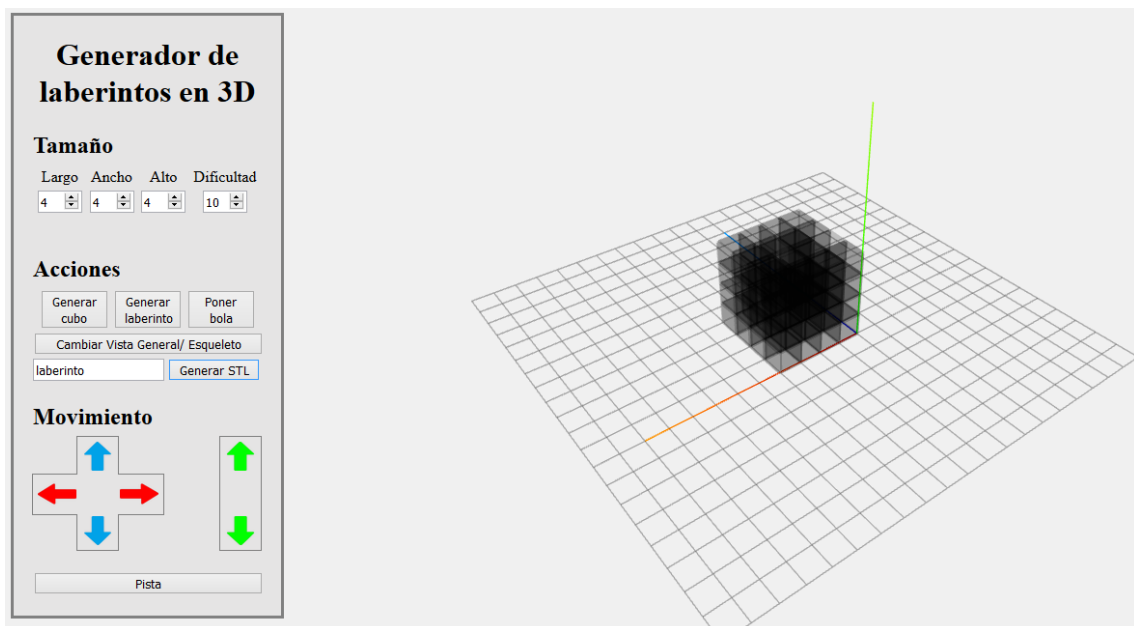 Generador de
laberintos en 3D
Tamaño
Largo Ancho Alto Dificultad
4 4 4 10
Acciones
Generar cubo Generar laberinto Poner bola
Cambiar Vista General/ Esqueleto
laberinto Generar STL
Movimiento
Pista